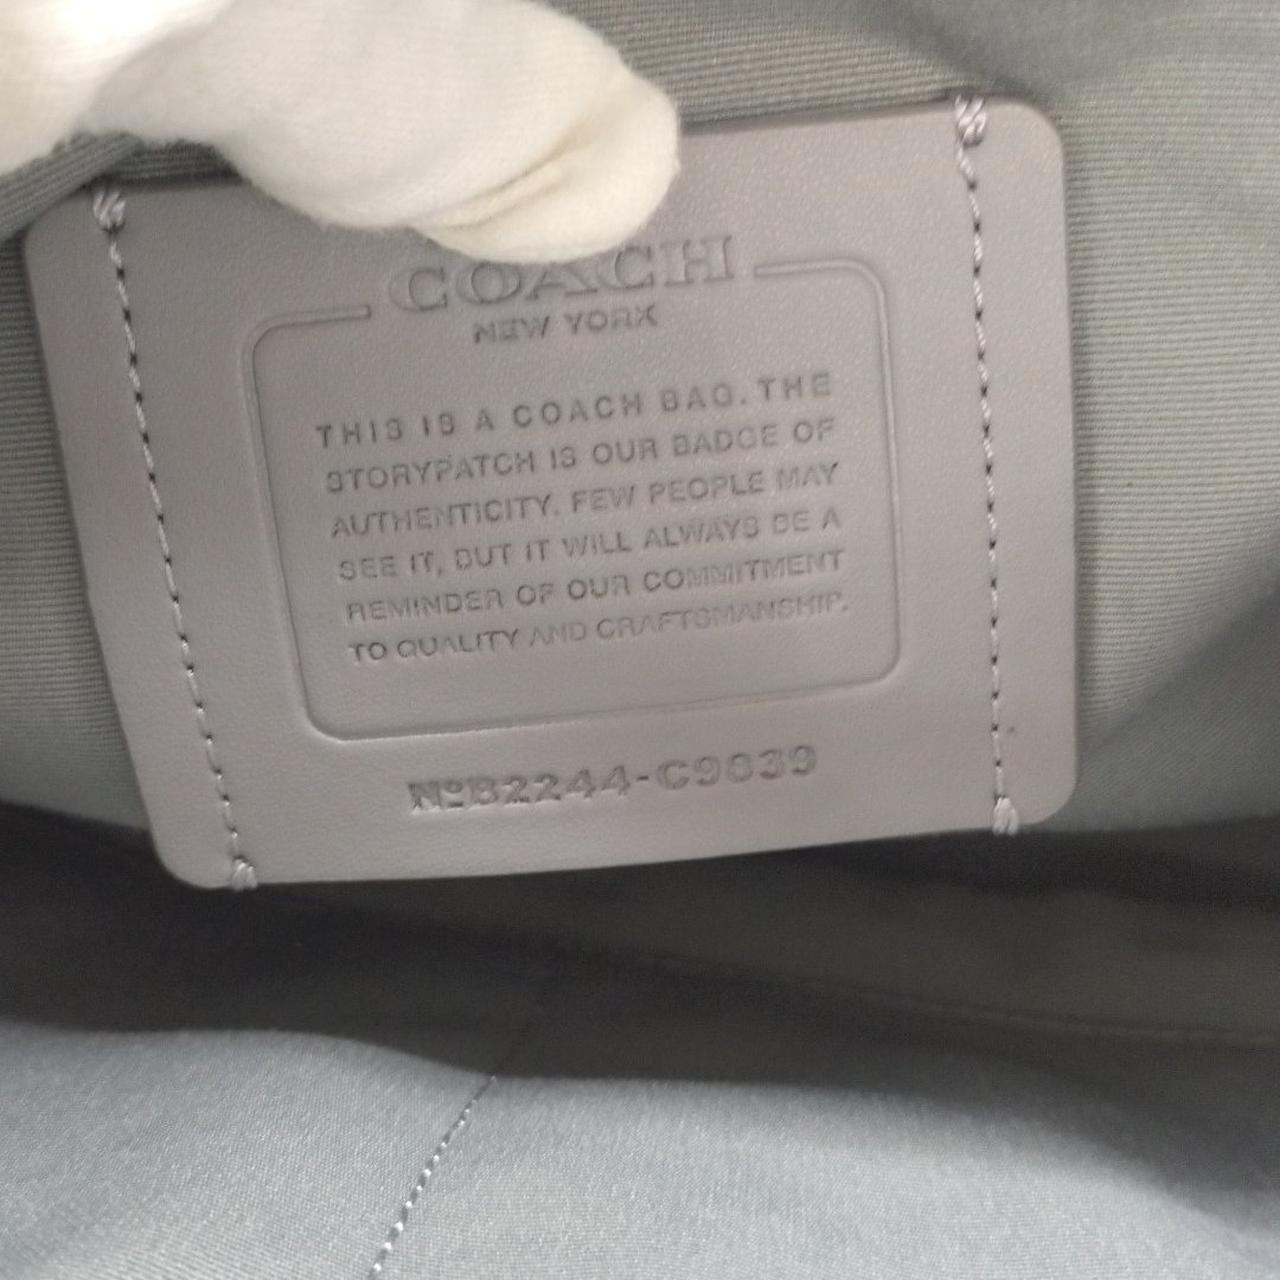 COACH
NEW YORK
THIS IS A COACH BAG. THE
STORYPATCH IS OUR BADGE OF
AUTHENTICITY. FEW PEOPLE MAY
SEE IT, BUT IT WILL ALWAYS BE A
REMINDER OF OUR COMMITMENT
TO QUALITY AND CRAFTSMANSHIP.
NºB2244-C9839